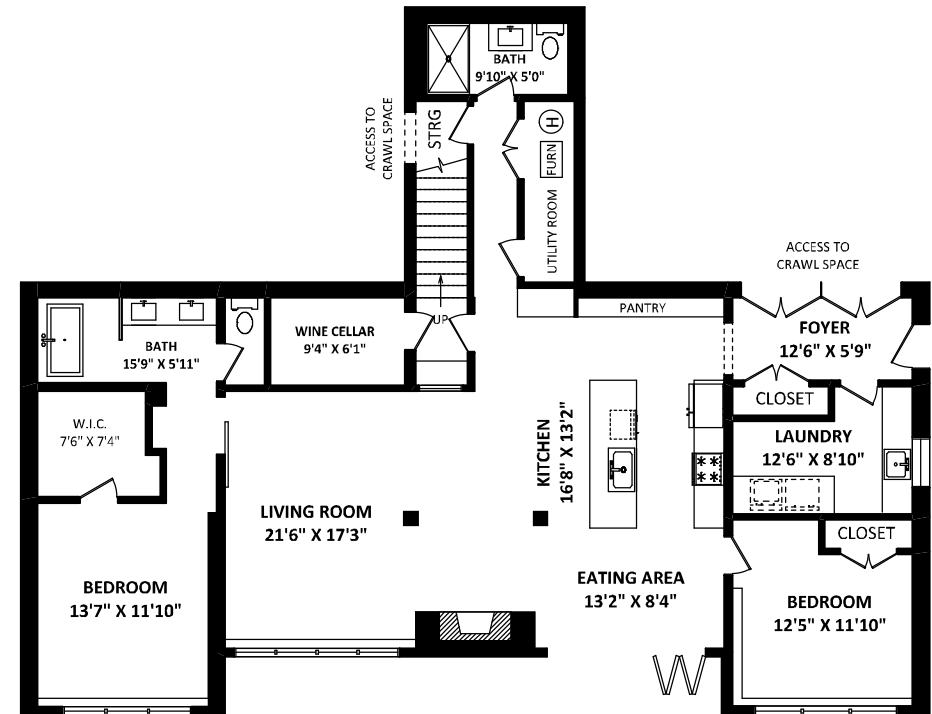 BATH
9'10" X 5'0"
ACCESS TO
CRAWL SPACE
STRG
H
FURN
UTILITY ROOM
ACCESS TO
CRAWL SPACE
UP
PANTRY
FOYER
12'6" X 5'9"
WINE CELLAR
9'4" X 6'1"
BATH
15'9" X 5'11"
CLOSET
W.I.C.
7'6" X 7'4"
KITCHEN
16'8" X 13'2"
LAUNDRY
12'6" X 8'10"
LIVING ROOM
21'6" X 17'3"
CLOSET
BEDROOM
13'7" X 11'10"
EATING AREA
13'2" X 8'4"
BEDROOM
12'5" X 11'10"